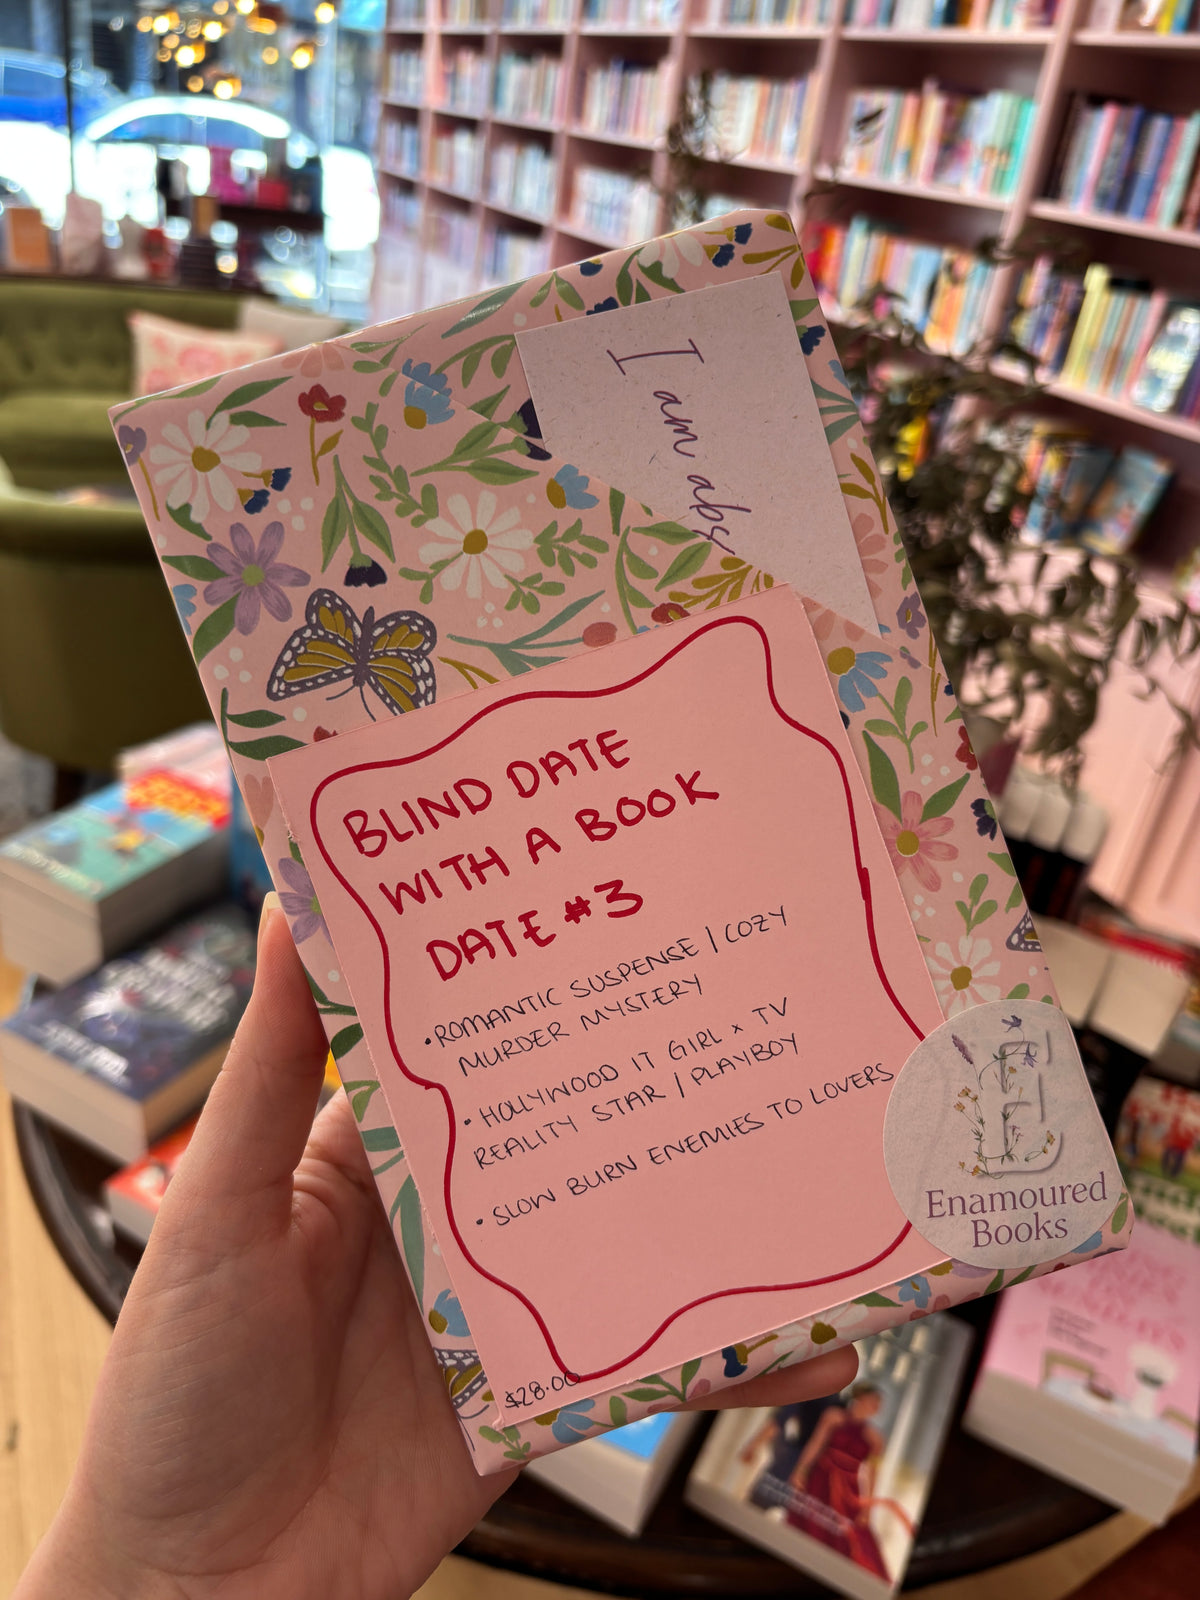 I am abs
BLIND DATE
WITH A BOOK
DATE #3
• ROMANTIC SUSPENSE / COZY
MURDER MYSTERY
• HOLLYWOOD IT GIRL x TV
REALITY STAR / PLAYBOY
• SLOW BURN ENEMIES TO LOVERS
$28.00
E
Enamoured
Books